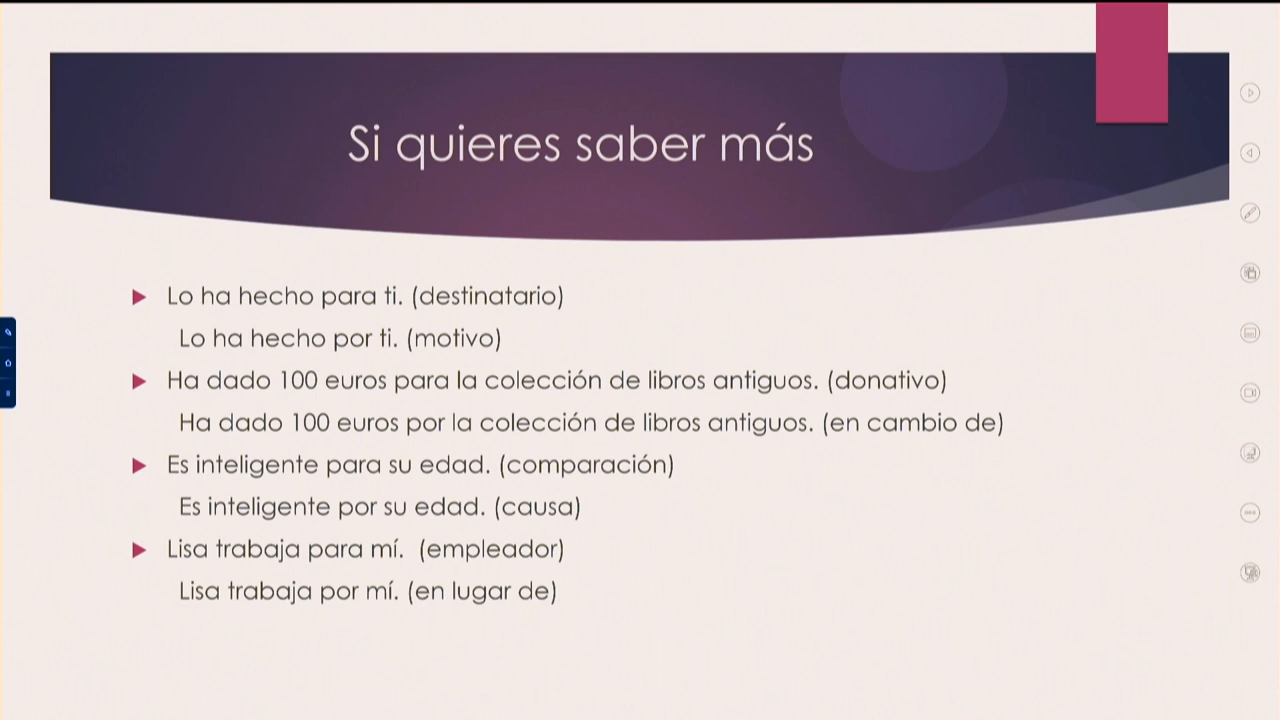 Si quieres saber más
Lo ha hecho para ti. (destinatario)
Lo ha hecho por ti. (motivo)
Ha dado 100 euros para la colección de libros antiguos. (donativo)
Ha dado 100 euros por la colección de libros antiguos. (en cambio de)
Es inteligente para su edad. (comparación)
Es inteligente por su edad. (causa)
Lisa trabaja para mí.  (empleador)
Lisa trabaja por mí. (en lugar de)